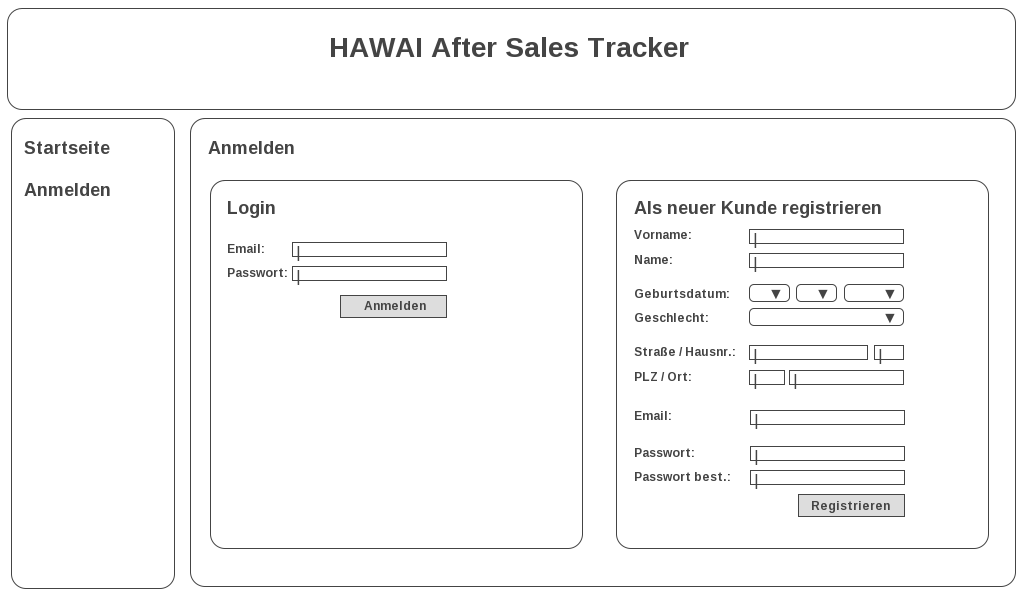 HAWAI After Sales Tracker
Startseite
Anmelden
Anmelden
Login
Email:
Passwort:
Anmelden
Als neuer Kunde registrieren
Vorname:
Name:
Geburtsdatum:
Geschlecht:
Straße / Hausnr.:
PLZ / Ort:
Email:
Passwort:
Passwort best.:
Registrieren